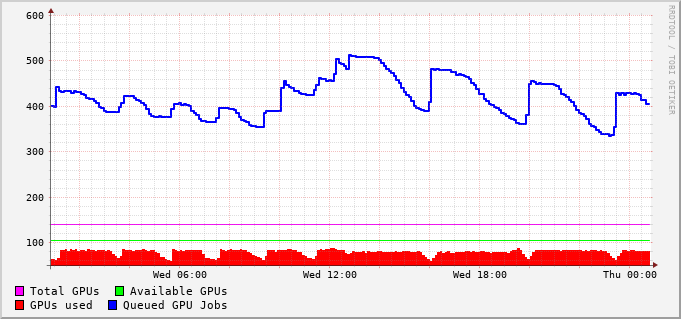 600
500
400
300
200
100
Wed 06:00
Wed 12:00
Wed 18:00
Thu 00:00
RRDTOOL / TOBI OETIKER
Total GPUs
Available GPUs
GPUs used
Queued GPU Jobs